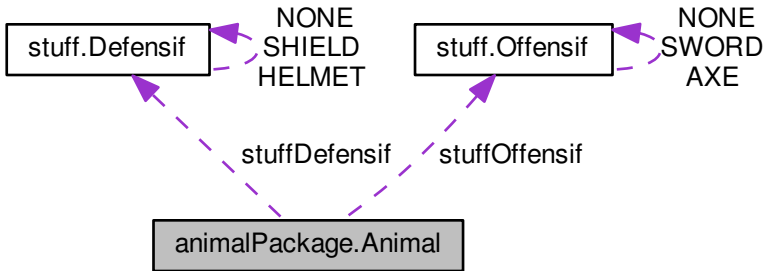 NONE
SHIELD
HELMET
stuff.Defensif
NONE
SWORD
AXE
stuff.Offensif
stuffDefensif
stuffOffensif
animalPackage.Animal